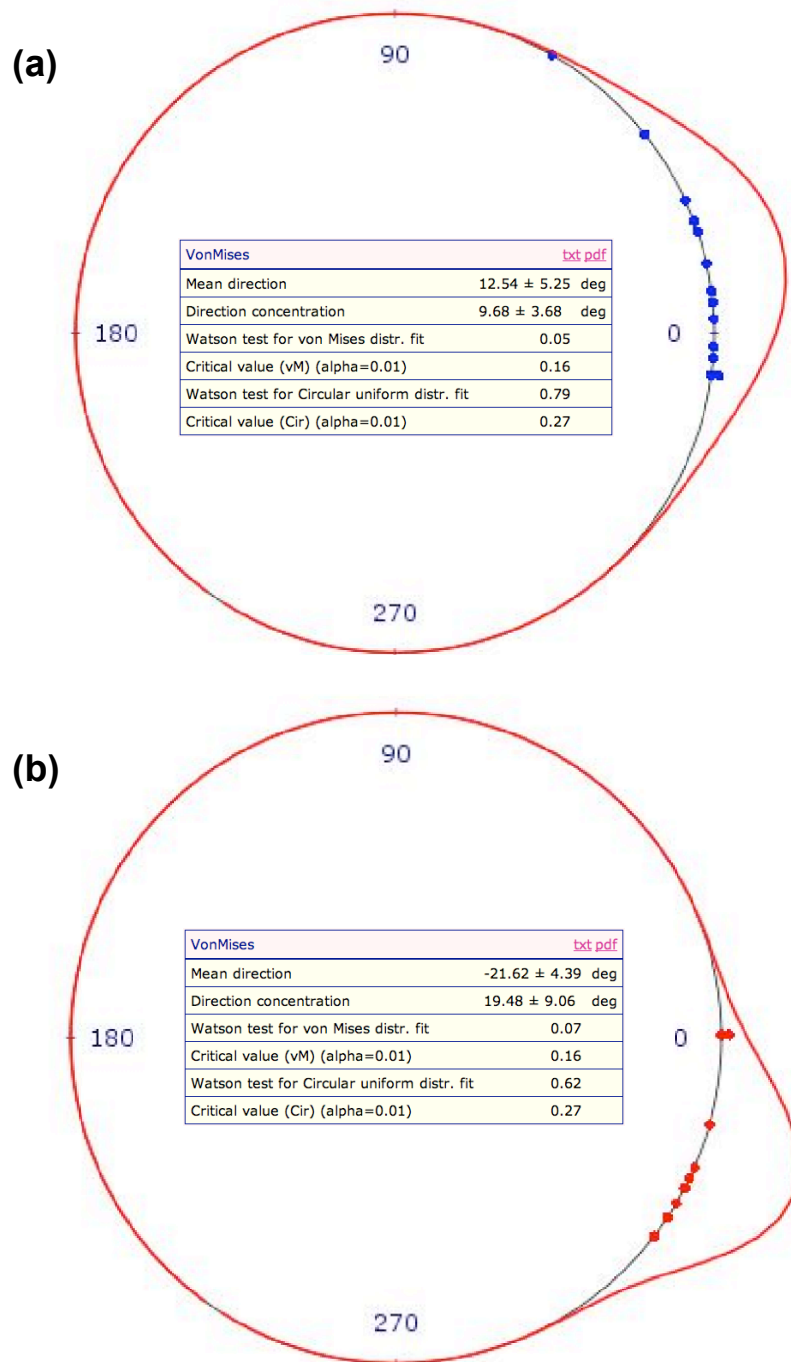 (a)
90
VonMises txt pdf
Mean direction 12.54 ± 5.25 deg
Direction concentration 9.68 ± 3.68 deg
Watson test for von Mises distr. fit 0.05
180
0
Critical value (vM) (alpha=0.01) 0.16
Watson test for Circular uniform distr. fit 0.79
Critical value (Cir) (alpha=0.01) 0.27
270
(b)
90
VonMises txt pdf
Mean direction -21.62 ± 4.39 deg
Direction concentration 19.48 ± 9.06 deg
Watson test for von Mises distr. fit 0.07
180
0
Critical value (vM) (alpha=0.01) 0.16
Watson test for Circular uniform distr. fit 0.62
Critical value (Cir) (alpha=0.01) 0.27
270